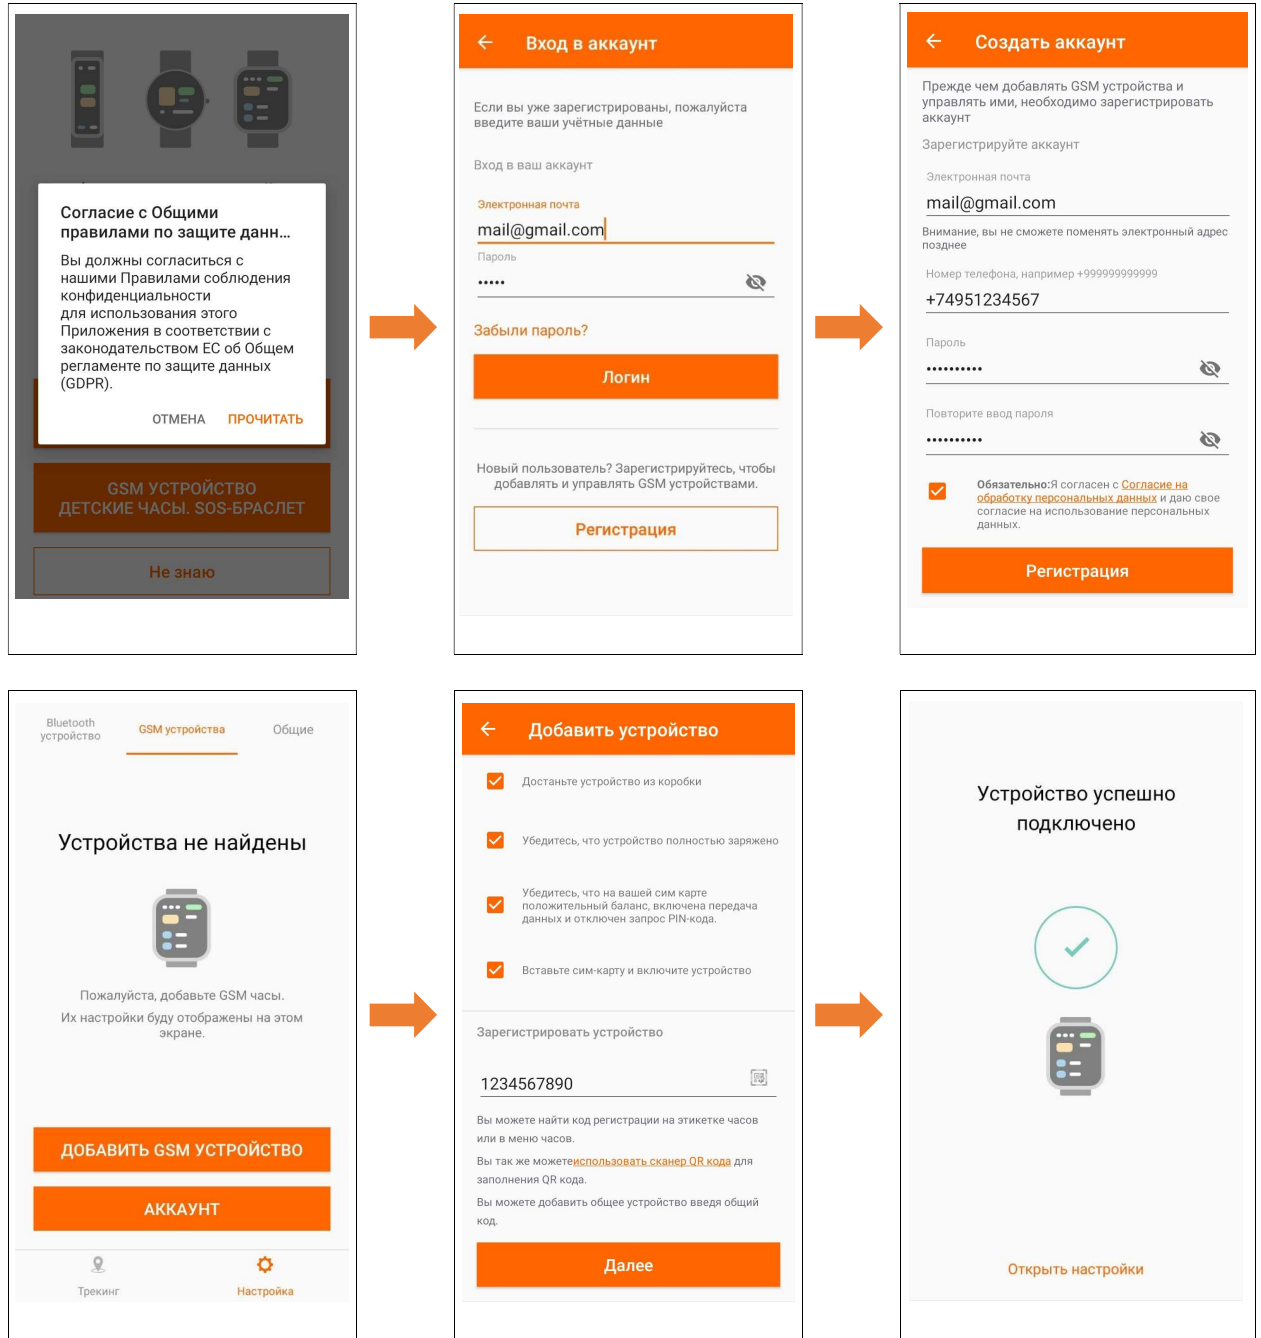 Согласие с Общими
правилами по защите данн...
Вы должны согласиться с
нашими Правилами соблюдения
конфиденциальности
для использования этого
Приложения в соответствии с
законодательством ЕС об Общем
регламенте по защите данных
(GDPR).
ОТМЕНА ПРОЧИТАТЬ
GSM УСТРОЙСТВО
ДЕТСКИЕ ЧАСЫ. SOS-БРАСЛЕТ
Не знаю
Вход в аккаунт
Если вы уже зарегистрированы, пожалуйста
введите ваши учётные данные
Вход в ваш аккаунт
Электронная почта
mail@gmail.com
Пароль
•••••
Забыли пароль?
Логин
Новый пользователь? Зарегистрируйтесь, чтобы
добавлять и управлять GSM устройствами.
Регистрация
Создать аккаунт
Прежде чем добавлять GSM устройства и
управлять ими, необходимо зарегистрировать
аккаунт
Зарегистрируйте аккаунт
Электронная почта
mail@gmail.com
Внимание, вы не сможете поменять электронный адрес
позднее
Номер телефона, например +999999999999
+74951234567
Пароль
••••••••••
Повторите ввод пароля
••••••••••
Обязательно:Я согласен с Согласие на
обработку персональных данных и даю свое
согласие на использование персональных
данных.
Регистрация
Bluetooth
устройство
GSM устройства
Общие
Устройства не найдены
Пожалуйста, добавьте GSM часы.
Их настройки буду отображены на этом
экране.
ДОБАВИТЬ GSM УСТРОЙСТВО
АККАУНТ
Трекинг
Настройка
Добавить устройство
Достаньте устройство из коробки
Убедитесь, что устройство полностью заряжено
Убедитесь, что на вашей сим карте
положительный баланс, включена передача
данных и отключен запрос PIN-кода.
Вставьте сим-карту и включите устройство
Зарегистрировать устройство
1234567890
Вы можете найти код регистрации на этикетке часов
или в меню часов.
Вы так же можетеиспользовать сканер QR кода для
заполнения QR кода.
Вы можете добавить общее устройство введя общий
код.
Далее
Устройство успешно
подключено
Открыть настройки